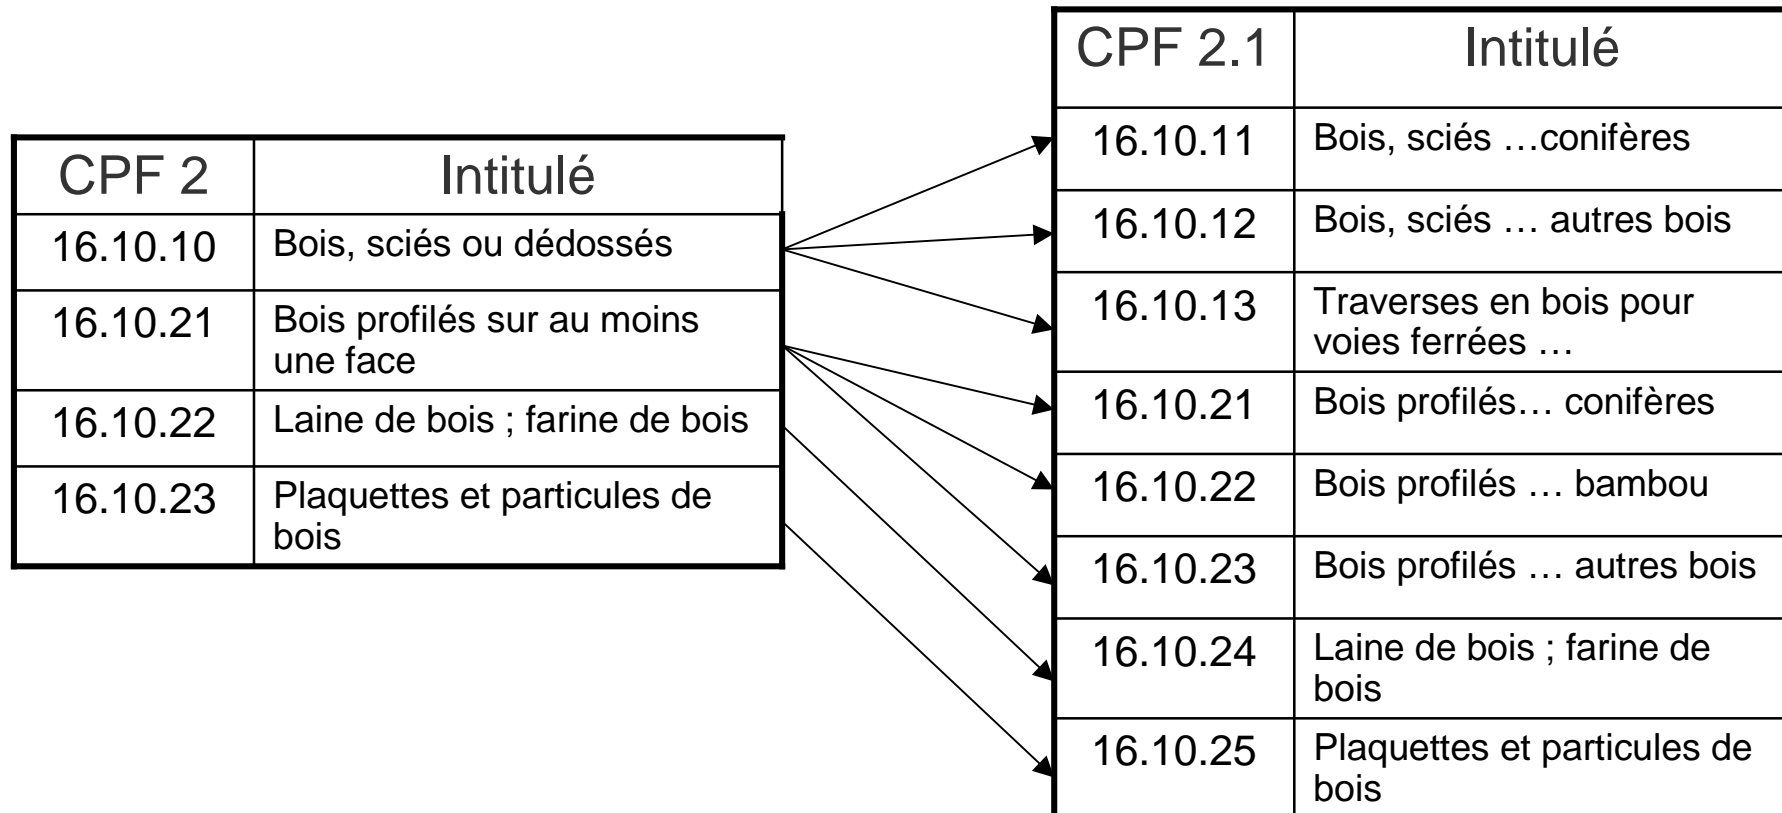 CPF 2 Intitulé
16.10.10 Bois, sciés ou dédossés
16.10.21 Bois profilés sur au moins
une face
16.10.22 Laine de bois ; farine de bois
16.10.23 Plaquettes et particules de
bois
CPF 2.1 Intitulé
16.10.11 Bois, sciés …conifères
16.10.12 Bois, sciés … autres bois
16.10.13 Traverses en bois pour
voies ferrées …
16.10.21 Bois profilés… conifères
16.10.22 Bois profilés … bambou
16.10.23 Bois profilés … autres bois
16.10.24 Laine de bois ; farine de
bois
16.10.25 Plaquettes et particules de
bois